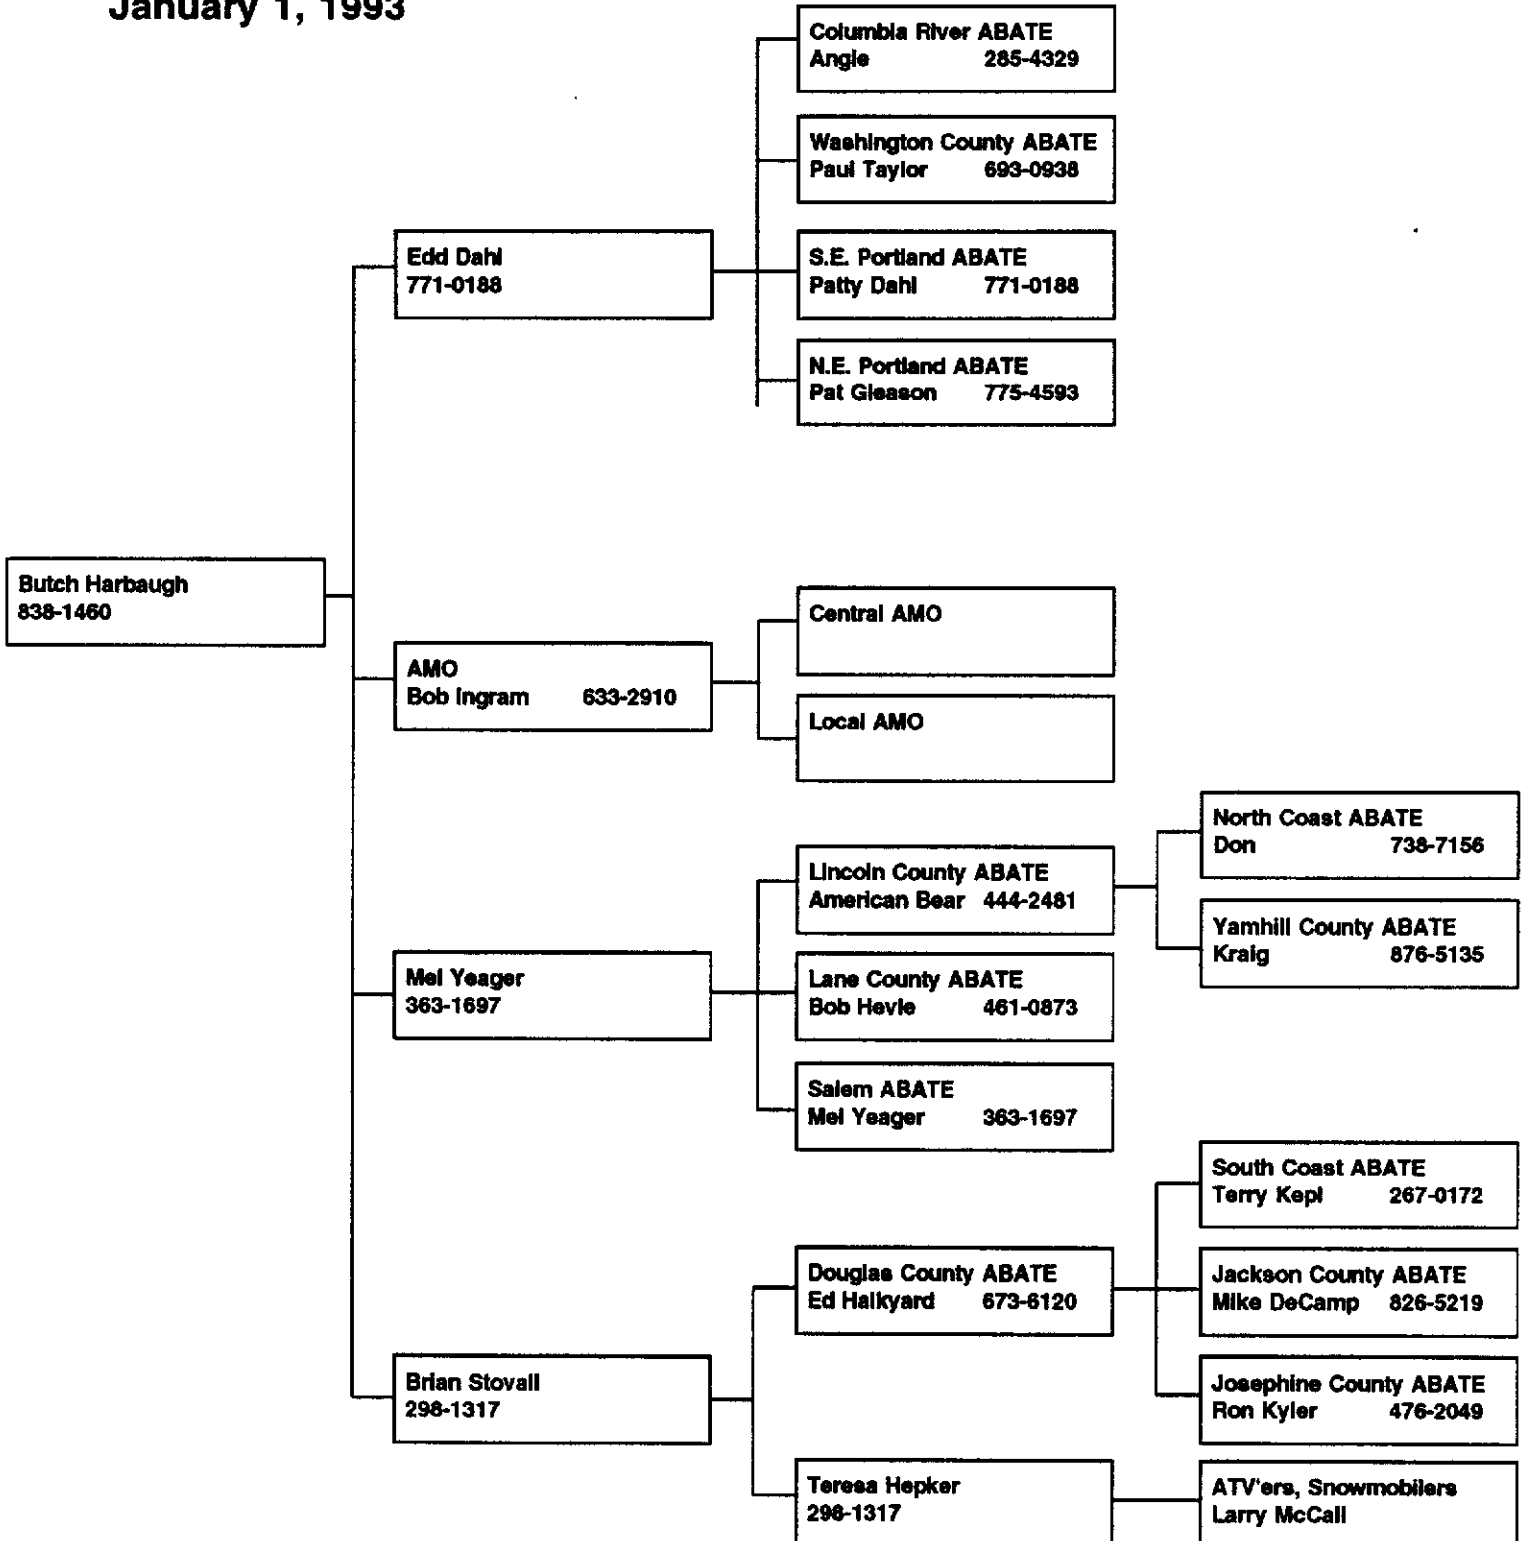 January 1, 1993
Columbia River ABATE
Angie 285-4329
Washington County ABATE
Paul Taylor 693-0938
Edd Dahl
771-0188
S.E. Portland ABATE
Patty Dahl 771-0188
N.E. Portland ABATE
Pat Gleason 775-4593
Butch Harbaugh
838-1460
AMO
Bob Ingram 633-2910
Central AMO
Local AMO
Mel Yeager
363-1697
Lincoln County ABATE
American Bear 444-2481
North Coast ABATE
Don 738-7156
Yamhill County ABATE
Kraig 876-5135
Lane County ABATE
Bob Hevle 461-0873
Salem ABATE
Mel Yeager 363-1697
Brian Stovall
298-1317
Douglas County ABATE
Ed Halkyard 673-6120
South Coast ABATE
Terry Kepl 267-0172
Jackson County ABATE
Mike DeCamp 826-5219
Josephine County ABATE
Ron Kyler 476-2049
Teresa Hepker
298-1317
ATV'ers, Snowmobilers
Larry McCall